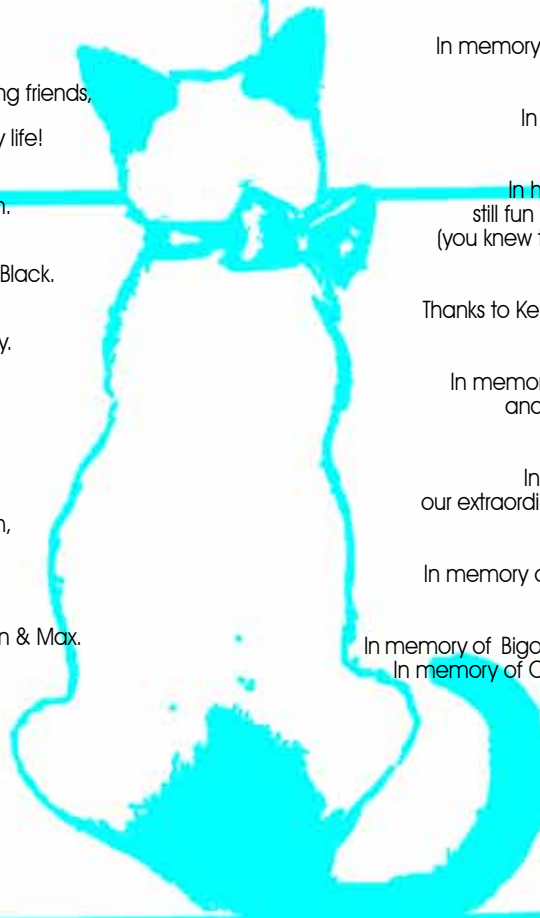 ng friends,
life!
Black.
n & Max.
In memory
In
In h
still fun
(you knew
Thanks to Ke
In memor
and
In
our extraordi
In memory
In memory of Biga
In memory of